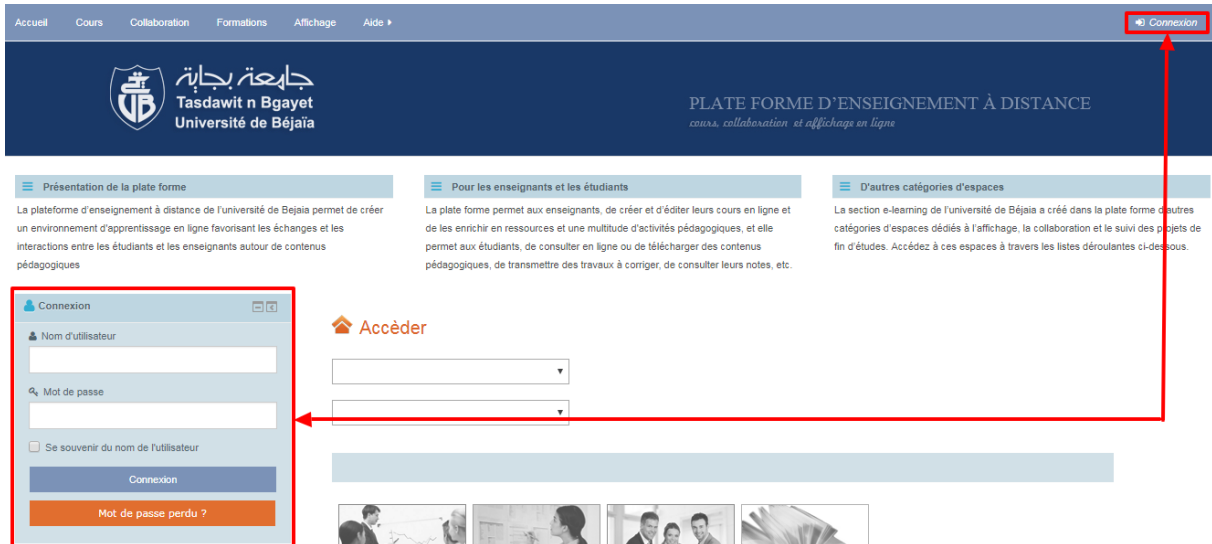 Accueil Cours Collaboration Formations Affichage Aide
Connexion
جامعة بجاية
Tasdawit n Bgayet
Université de Béjaïa
UB
PLATE FORME D'ENSEIGNEMENT À DISTANCE
cours, collaboration et affichage en ligne
Présentation de la plate forme
La plateforme d'enseignement à distance de l'université de Bejaia permet de créer
un environnement d'apprentissage en ligne favorisant les échanges et les
interactions entre les étudiants et les enseignants autour de contenus
pédagogiques
Pour les enseignants et les étudiants
La plate forme permet aux enseignants, de créer et d'éditer leurs cours en ligne et
de les enrichir en ressources et une multitude d'activités pédagogiques, et elle
permet aux étudiants, de consulter en ligne ou de télécharger des contenus
pédagogiques, de transmettre des travaux à corriger, de consulter leurs notes, etc.
D'autres catégories d'espaces
La section e-learning de l'université de Béjaia a créé dans la plate forme d'autres
catégories d'espaces dédiés à l'affichage, la collaboration et le suivi des projets de
fin d'études. Accédez à ces espaces à travers les listes déroulantes ci-dessous.
Connexion
Nom d'utilisateur
Mot de passe
Se souvenir du nom de l'utilisateur
Connexion
Mot de passe perdu ?
Accèder